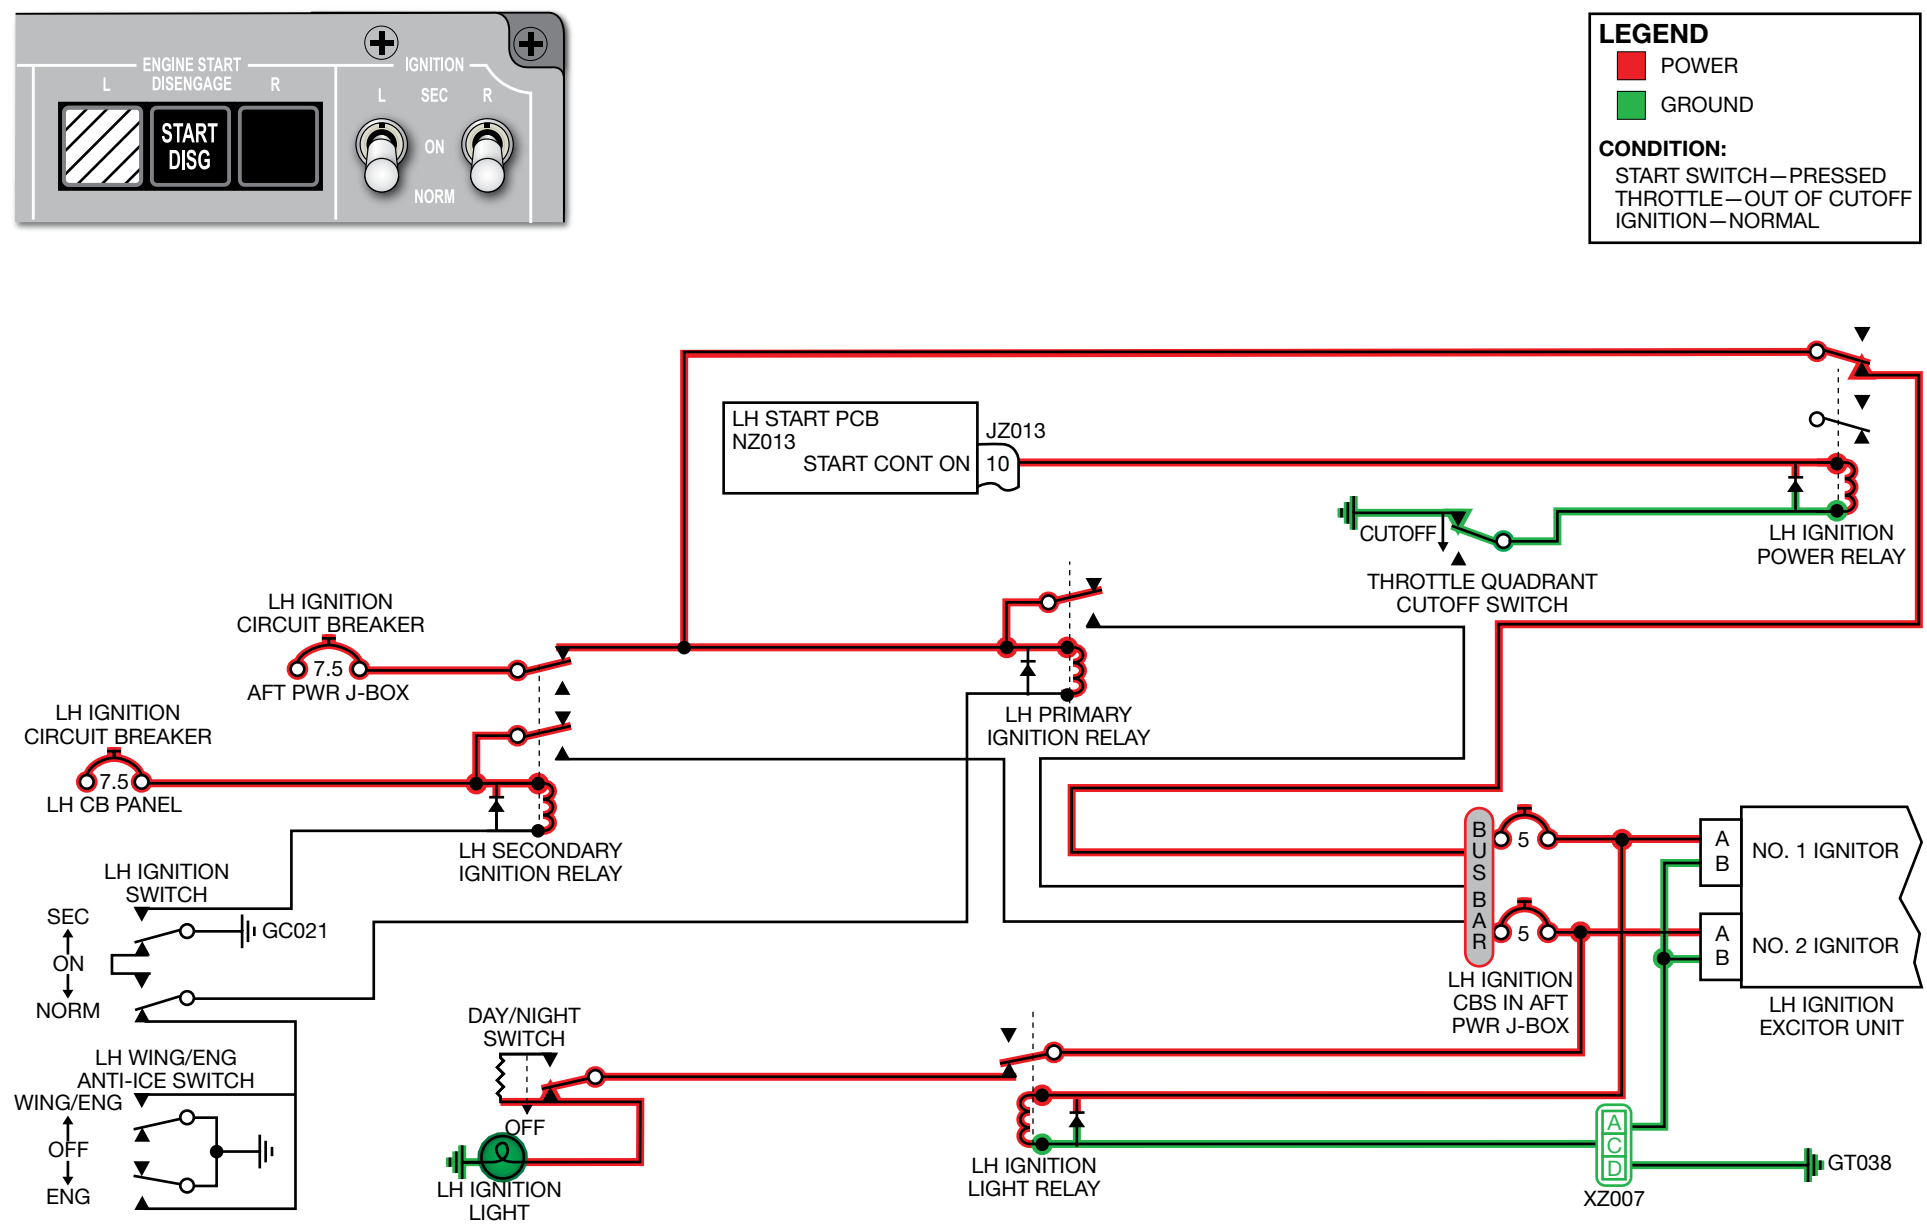 ENGINE START
DISENGAGE
L
R
START
DISG
IGNITION
L
SEC
R
ON
NORM
LEGEND
POWER
GROUND
CONDITION:
START SWITCH—PRESSED
THROTTLE—OUT OF CUTOFF
IGNITION—NORMAL
LH START PCB
NZ013
START CONT ON
JZ013
10
LH IGNITION
POWER RELAY
CUTOFF
THROTTLE QUADRANT
CUTOFF SWITCH
LH IGNITION
CIRCUIT BREAKER
7.5
AFT PWR J-BOX
LH IGNITION
CIRCUIT BREAKER
7.5
LH CB PANEL
LH PRIMARY
IGNITION RELAY
LH SECONDARY
IGNITION RELAY
LH IGNITION
SWITCH
SEC
ON
NORM
GC021
BUS BAR
5
5
LH IGNITION
CBS IN AFT
PWR J-BOX
A
B
NO. 1 IGNITOR
A
B
NO. 2 IGNITOR
LH IGNITION
EXCITOR UNIT
LH WING/ENG
ANTI-ICE SWITCH
WING/ENG
OFF
ENG
DAY/NIGHT
SWITCH
OFF
LH IGNITION
LIGHT
LH IGNITION
LIGHT RELAY
A
C
D
XZ007
GT038